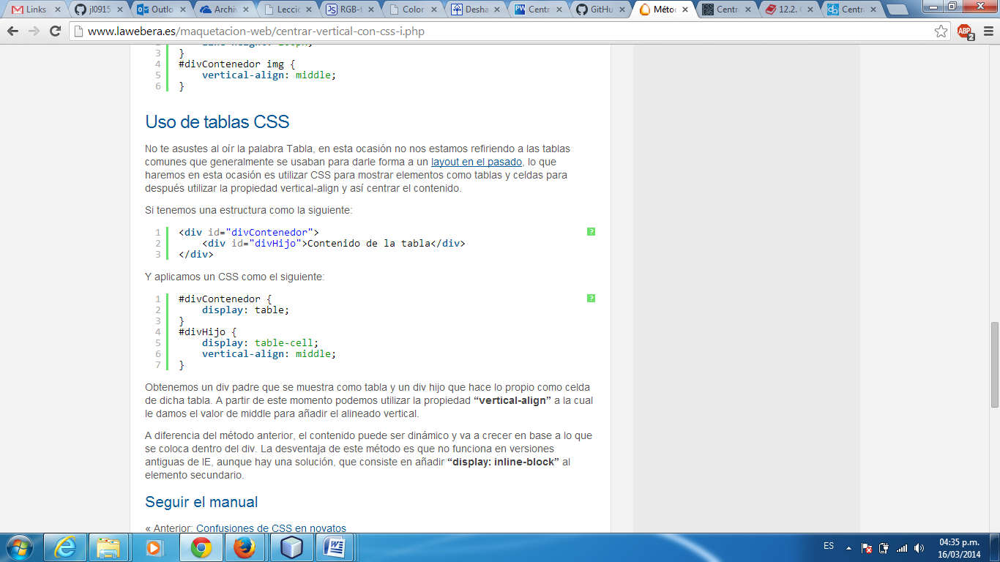 Links
jl0915
Outlo
Archiv
Lecció
RGB-t
Color
Desha
Centr
GitHu
Métod
Centr
12.2.
Centra
www.lawebera.es/maquetacion-web/centrar-vertical-con-css-i.php
ABP
2
3 }
4 #divContenedor img {
5 vertical-align: middle;
6 }
Uso de tablas CSS
No te asustes al oír la palabra Tabla, en esta ocasión no nos estamos refiriendo a las tablas
comunes que generalmente se usaban para darle forma a un layout en el pasado, lo que
haremos en esta ocasión es utilizar CSS para mostrar elementos como tablas y celdas para
después utilizar la propiedad vertical-align y así centrar el contenido.
Si tenemos una estructura como la siguiente:
1 <div id="divContenedor">
2 <div id="divHijo">Contenido de la tabla</div>
3 </div>
?
Y aplicamos un CSS como el siguiente:
1 #divContenedor {
2 display: table;
3 }
4 #divHijo {
5 display: table-cell;
6 vertical-align: middle;
7 }
?
Obtenemos un div padre que se muestra como tabla y un div hijo que hace lo propio como celda
de dicha tabla. A partir de este momento podemos utilizar la propiedad “vertical-align” a la cual
le damos el valor de middle para añadir el alineado vertical.
A diferencia del método anterior, el contenido puede ser dinámico y va a crecer en base a lo que
se coloca dentro del div. La desventaja de este método es que no funciona en versiones
antiguas de IE, aunque hay una solución, que consiste en añadir “display: inline-block” al
elemento secundario.
Seguir el manual
« Anterior: Confusiones de CSS en novatos
ES
04:35 p.m.
16/03/2014